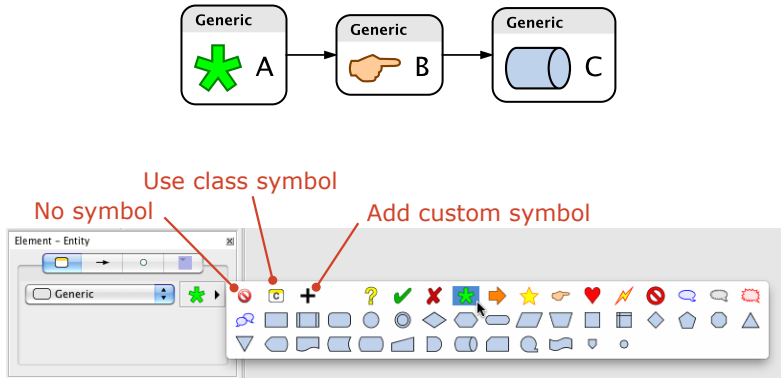 Generic
A
Generic
B
Generic
C
Use class symbol
No symbol
Add custom symbol
Element – Entity
Generic
C